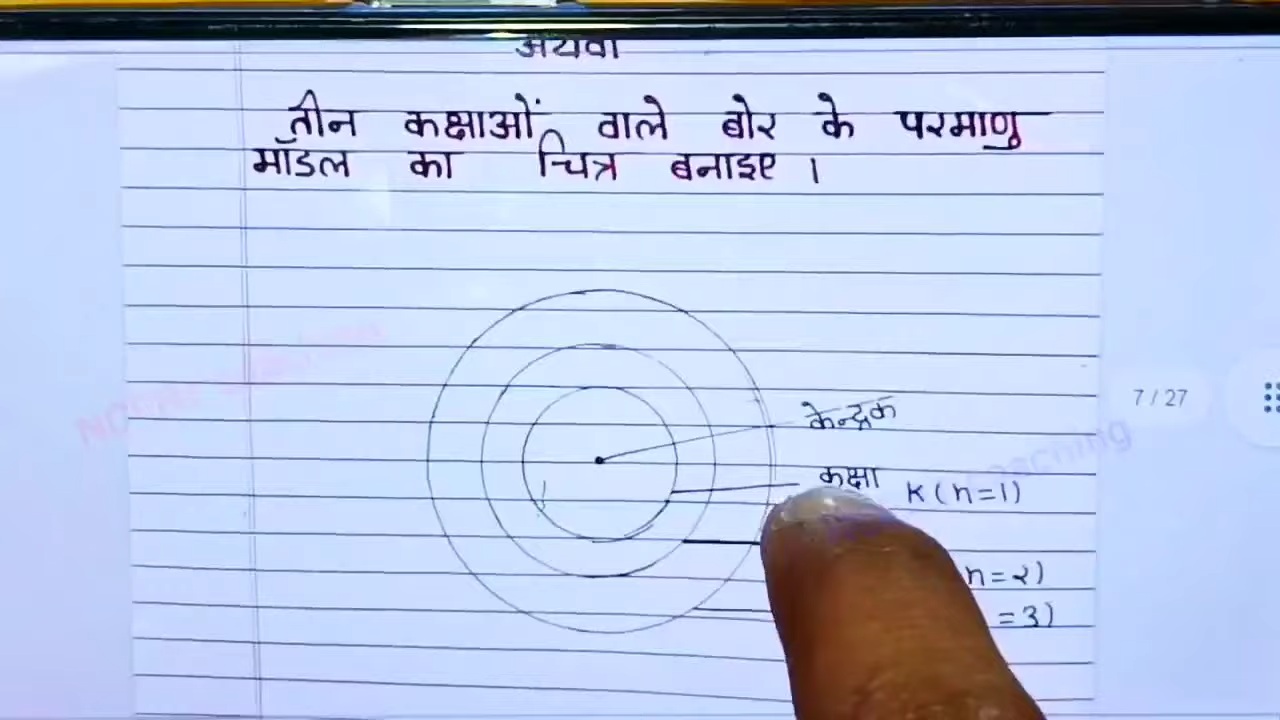 अथवा
तीन कक्षाओं वाले बोर के परमाणु
मॉडल का चित्र बनाइए ।
केन्द्रक
7 / 27
कक्षा K(n=1)
n=2)
=3)